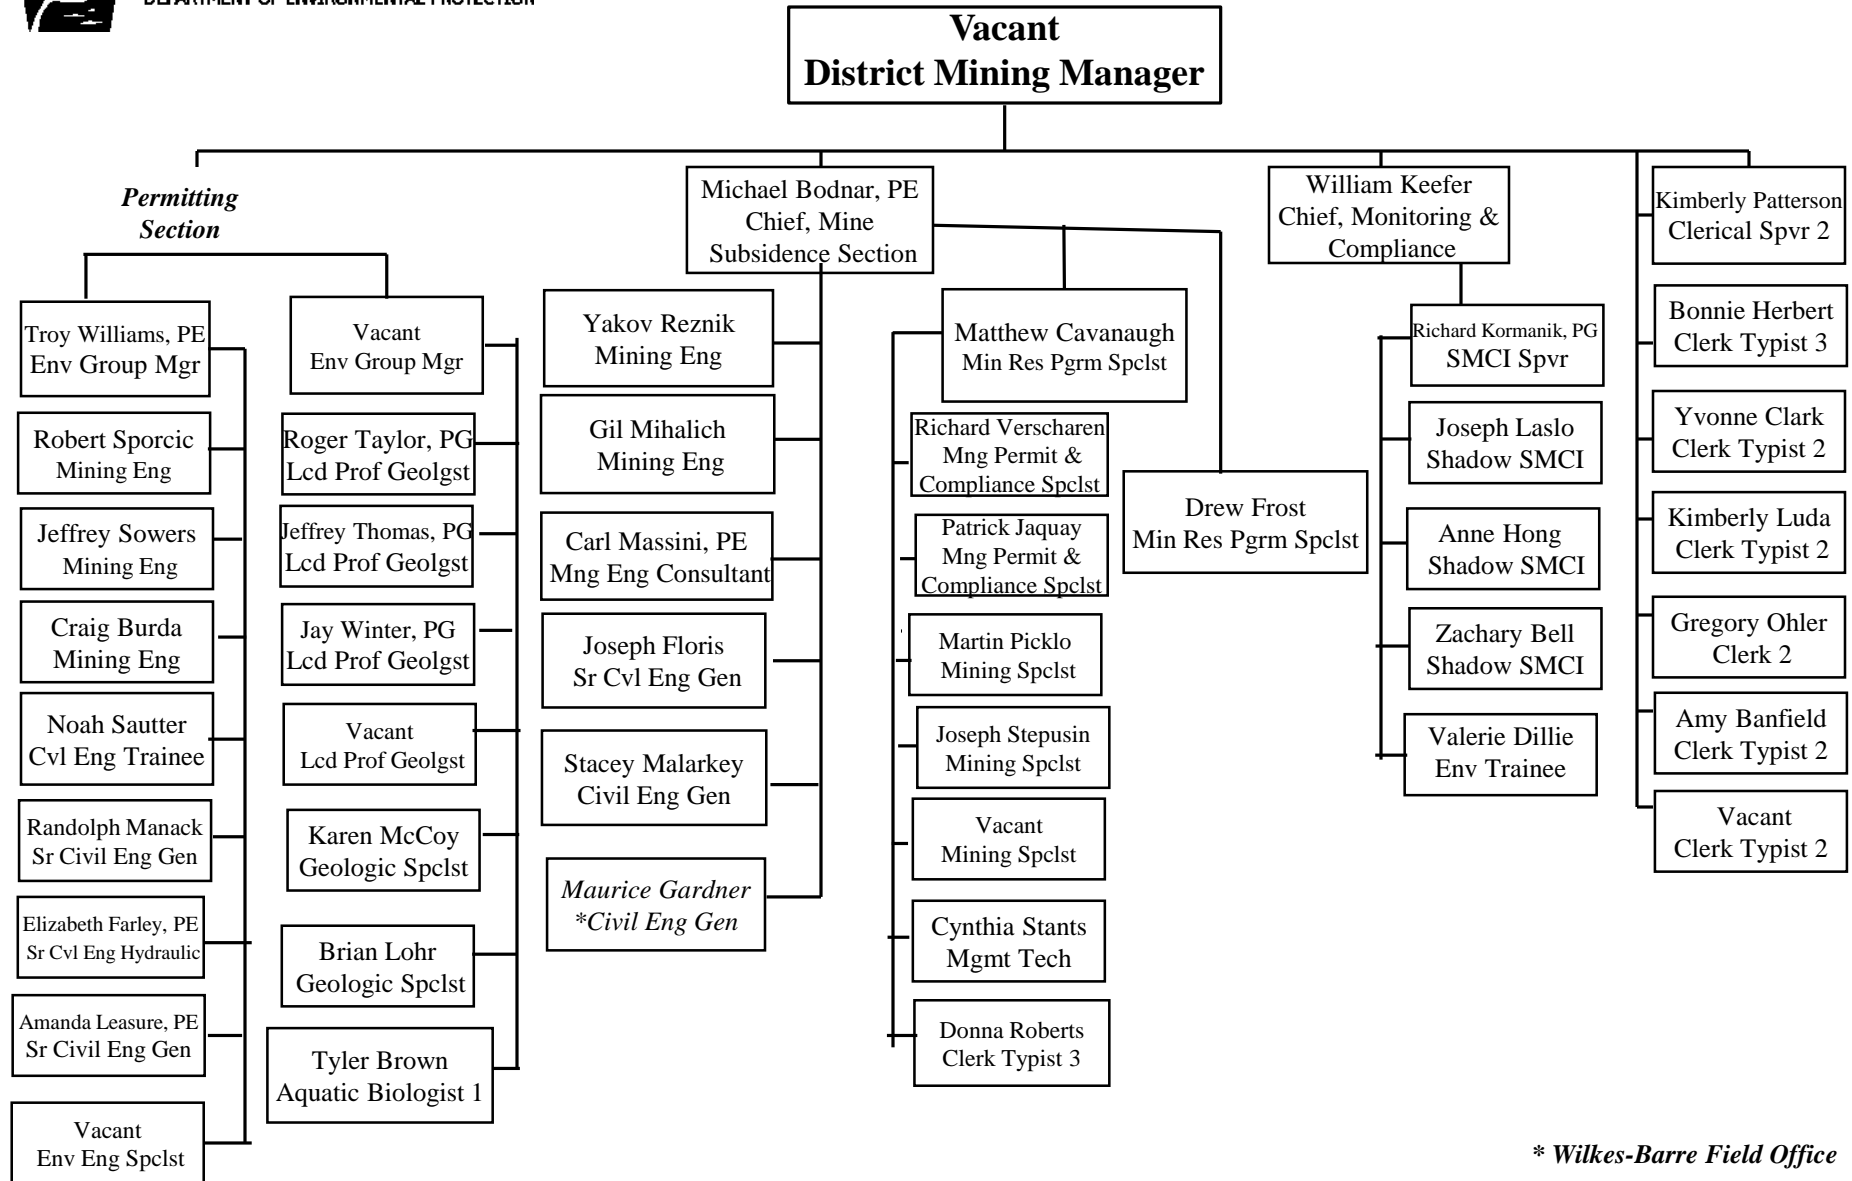 DEPARTMENT OF ENVIRONMENTAL PROTECTION
Vacant
District Mining Manager
Permitting
Section
Troy Williams, PE
Env Group Mgr
Robert Sporcic
Mining Eng
Jeffrey Sowers
Mining Eng
Craig Burda
Mining Eng
Noah Sautter
Cvl Eng Trainee
Randolph Manack
Sr Civil Eng Gen
Elizabeth Farley, PE
Sr Cvl Eng Hydraulic
Amanda Leasure, PE
Sr Civil Eng Gen
Vacant
Env Eng Spclst
Vacant
Env Group Mgr
Roger Taylor, PG
Lcd Prof Geolgst
Jeffrey Thomas, PG
Lcd Prof Geolgst
Jay Winter, PG
Lcd Prof Geolgst
Vacant
Lcd Prof Geolgst
Karen McCoy
Geologic Spclst
Brian Lohr
Geologic Spclst
Tyler Brown
Aquatic Biologist 1
Michael Bodnar, PE
Chief, Mine
Subsidence Section
Yakov Reznik
Mining Eng
Gil Mihalich
Mining Eng
Carl Massini, PE
Mng Eng Consultant
Joseph Floris
Sr Cvl Eng Gen
Stacey Malarkey
Civil Eng Gen
Maurice Gardner
*Civil Eng Gen
Matthew Cavanaugh
Min Res Pgrm Spclst
Richard Verscharen
Mng Permit &
Compliance Spclst
Patrick Jaquay
Mng Permit &
Compliance Spclst
Martin Picklo
Mining Spclst
Joseph Stepusin
Mining Spclst
Vacant
Mining Spclst
Cynthia Stants
Mgmt Tech
Donna Roberts
Clerk Typist 3
Drew Frost
Min Res Pgrm Spclst
William Keefer
Chief, Monitoring &
Compliance
Richard Kormanik, PG
SMCI Spvr
Joseph Laslo
Shadow SMCI
Anne Hong
Shadow SMCI
Zachary Bell
Shadow SMCI
Valerie Dillie
Env Trainee
Kimberly Patterson
Clerical Spvr 2
Bonnie Herbert
Clerk Typist 3
Yvonne Clark
Clerk Typist 2
Kimberly Luda
Clerk Typist 2
Gregory Ohler
Clerk 2
Amy Banfield
Clerk Typist 2
Vacant
Clerk Typist 2
* Wilkes-Barre Field Office